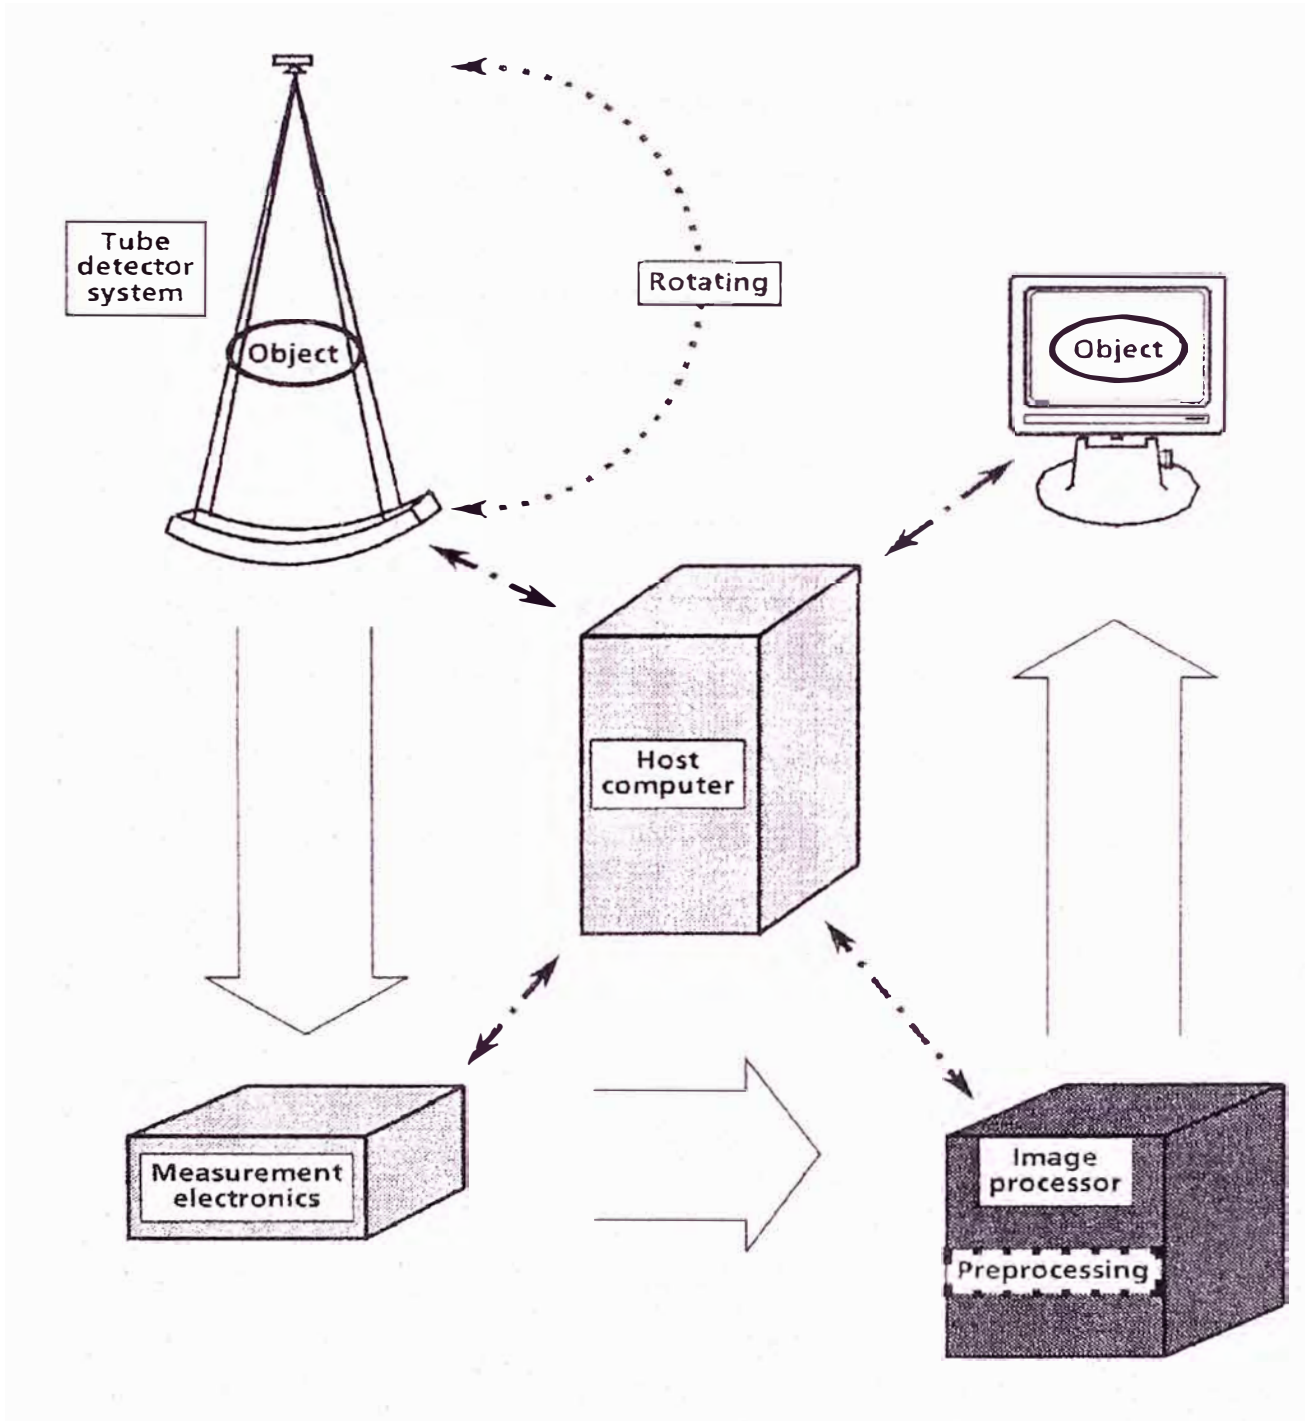 Tube
detector
system
Rotating
Object
Object
Host
computer
Measurement
electronics
Image
processor
Preprocessing